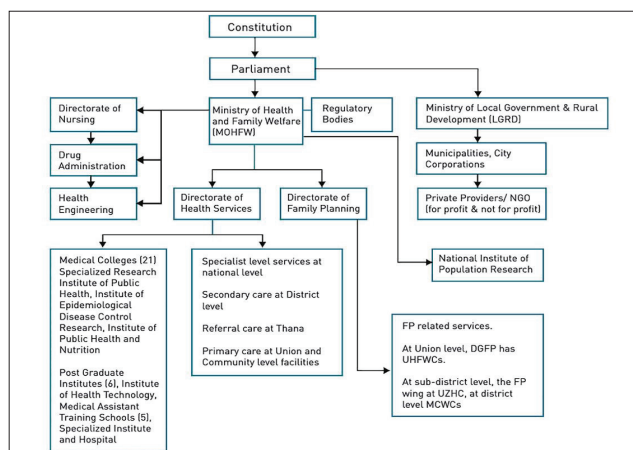 Constitution
Parliament
Directorate of
Nursing
Ministry of Health
and Family Welfare
(MOHFW)
Regulatory
Bodies
Ministry of Local Government & Rural
Development (LGRD)
Drug
Administration
Municipalities, City
Corporations
Health
Engineering
Directorate of
Health Services
Directorate of
Family Planning
Private Providers/ NGO
(for profit & not for profit)
Medical Colleges (21)
Specialized Research
Institute of Public
Health, Institute of
Epidemiological
Disease Control
Research, Institute of
Public Health and
Nutrition
Post Graduate
Institutes (6), Institute
of Health Technology,
Medical Assistant
Training Schools (5),
Specialized Institute
and Hospital
Specialist level services at
national level
Secondary care at District
level
Referral care at Thana
Primary care at Union and
Community level facilities
National Institute of
Population Research
FP related services.
At Union level, DGFP has
UHFWCs.
At sub-district level, the FP
wing at UZHC, at district
level MCWCs